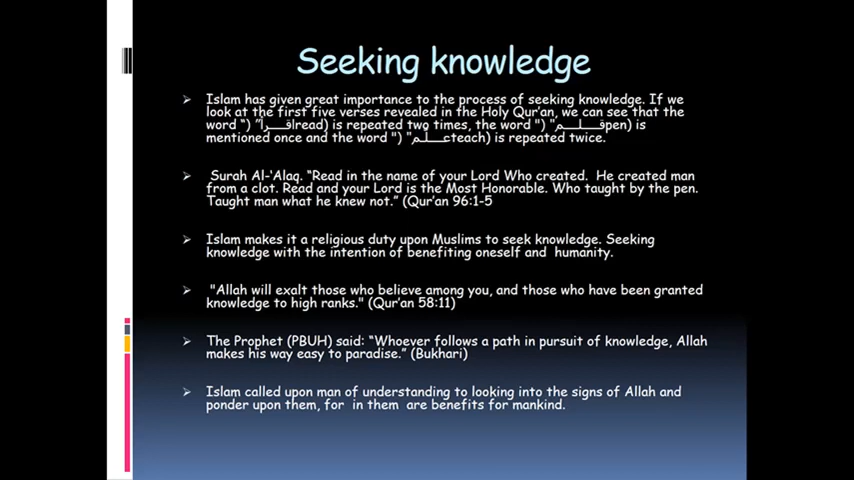 Seeking knowledge
Islam has given great importance to the process of seeking knowledge. If we
look at the first five verses revealed in the Holy Qur'an, we can see that the
word “) ”اقـــرأread) is repeated two times, the word ") "قـــلـــمpen) is
mentioned once and the word ") "عـــلّمteach) is repeated twice.
Surah Al-‘Alaq. “Read in the name of your Lord Who created. He created man
from a clot. Read and your Lord is the Most Honorable. Who taught by the pen.
Taught man what he knew not.” (Qur’an 96:1-5
Islam makes it a religious duty upon Muslims to seek knowledge. Seeking
knowledge with the intention of benefiting oneself and humanity.
"Allah will exalt those who believe among you, and those who have been granted
knowledge to high ranks." (Qur’an 58:11)
The Prophet (PBUH) said: “Whoever follows a path in pursuit of knowledge, Allah
makes his way easy to paradise.” (Bukhari)
Islam called upon man of understanding to looking into the signs of Allah and
ponder upon them, for in them are benefits for mankind.